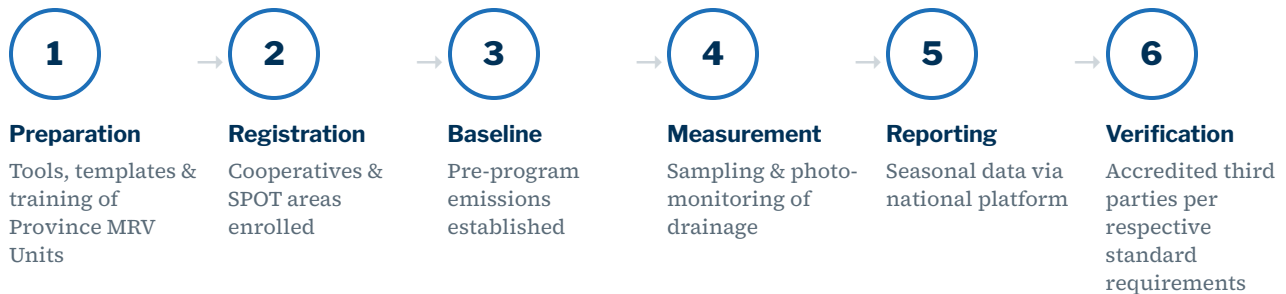 1
→
2
→
3
→
4
→
5
→
6
Preparation
Tools, templates &
training of
Province MRV
Units
Registration
Cooperatives &
SPOT areas
enrolled
Baseline
Pre-program
emissions
established
Measurement
Sampling & photo-
monitoring of
drainage
Reporting
Seasonal data via
national platform
Verification
Accredited third
parties per
respective
standard
requirements